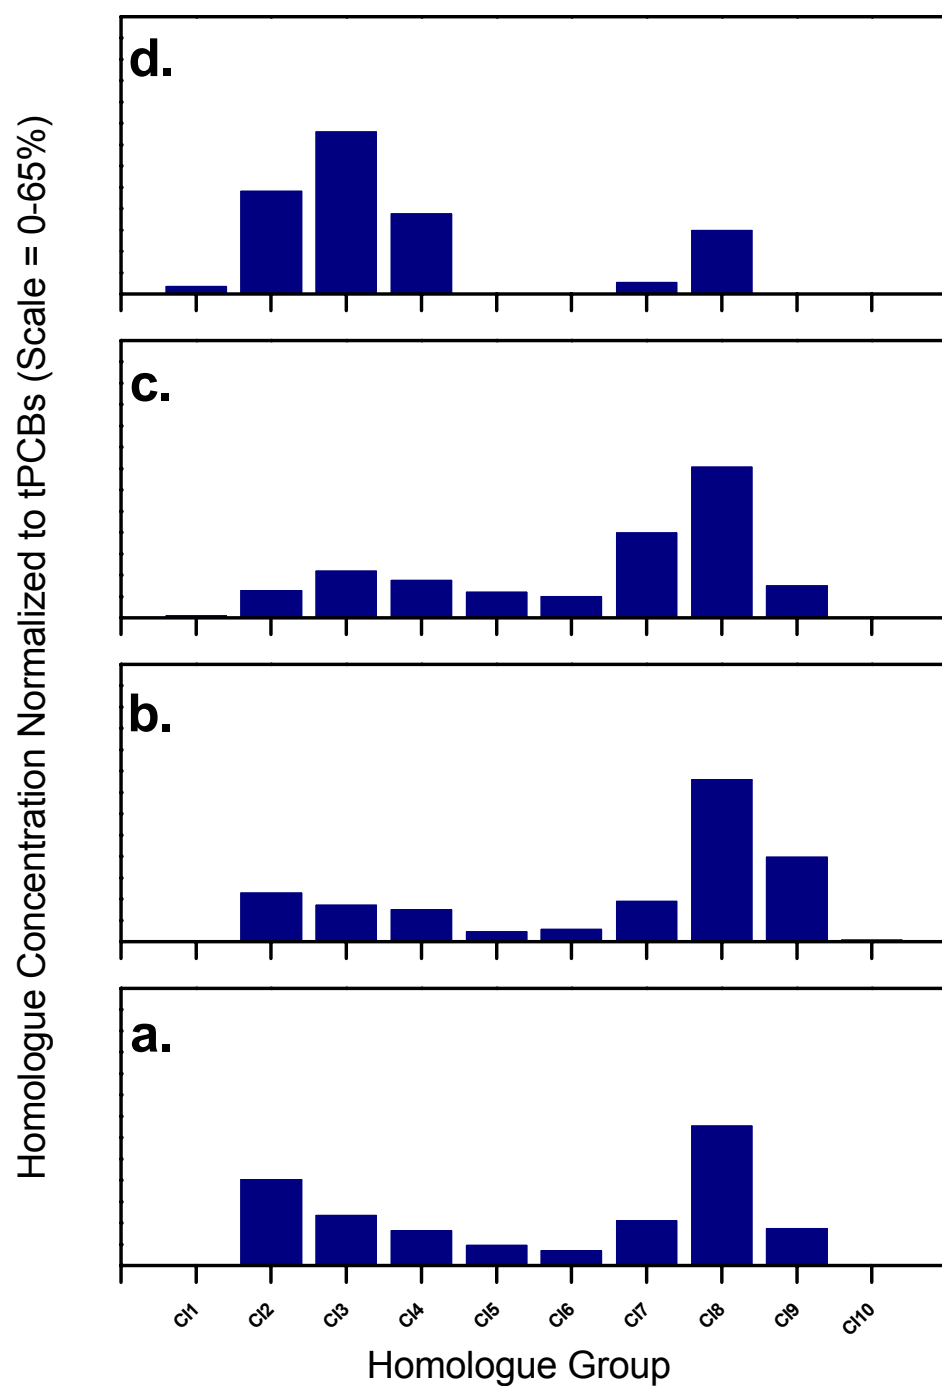 Homologue Concentration Normalized to tPCBs (Scale = 0-65%)
d.
c.
b.
a.
Cl1 Cl2 Cl3 Cl4 Cl5 Cl6 Cl7 Cl8 Cl9 Cl10
Homologue Group